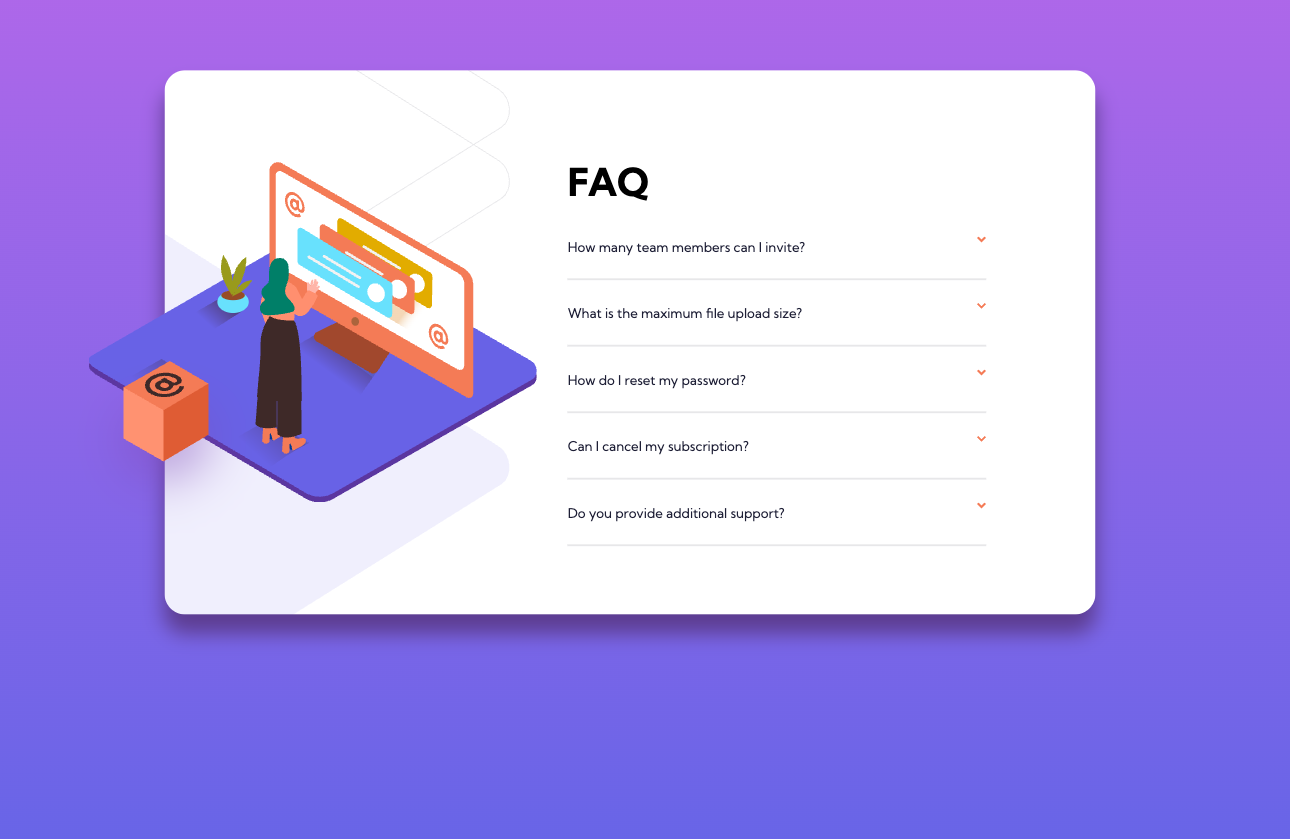 FAQ
How many team members can I invite?
What is the maximum file upload size?
How do I reset my password?
Can I cancel my subscription?
Do you provide additional support?
@
@
@